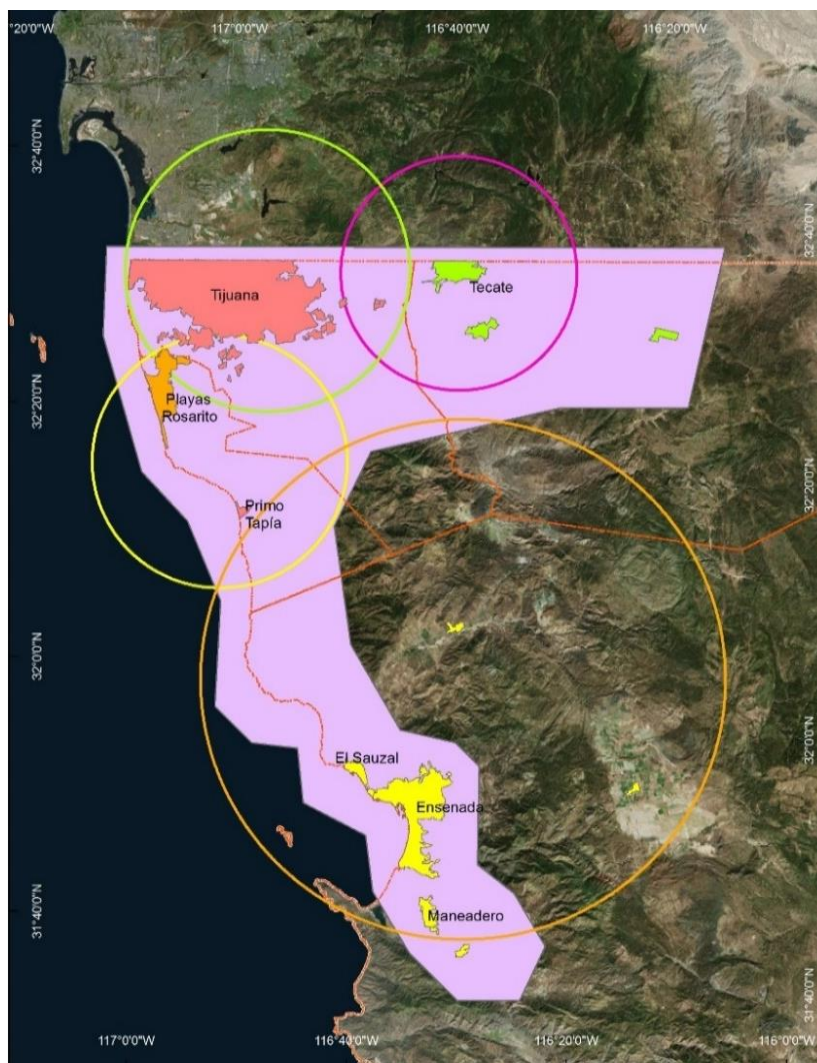 °20'0"W
117°0'0"W
116°40'0"W
116°20'0"W
32°40'0"N
32°40'0"N
Tijuana
Tecate
32°20'0"N
Playas
Rosarito
32°20'0"N
Primo
Tapía
32°0'0"N
32°0'0"N
El Sauzal
Ensenada
31°40'0"N
Maneadero
31°40'0"N
117°0'0"W
116°40'0"W
116°20'0"W
116°0'0"W